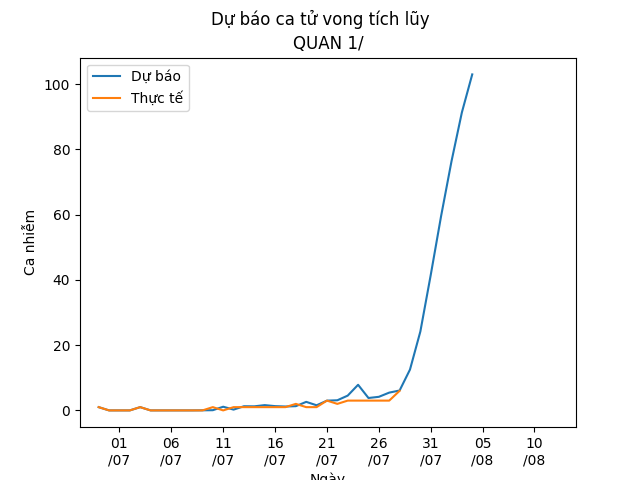 Dự báo ca tử vong tích lũy
QUAN 1/
Dự báo
Thực tế
100
80
60
40
20
0
Ca nhiễm
01 06 11 16 21 26 31 05 10
/07 /07 /07 /07 /07 /07 /07 /08 /08
Ngày